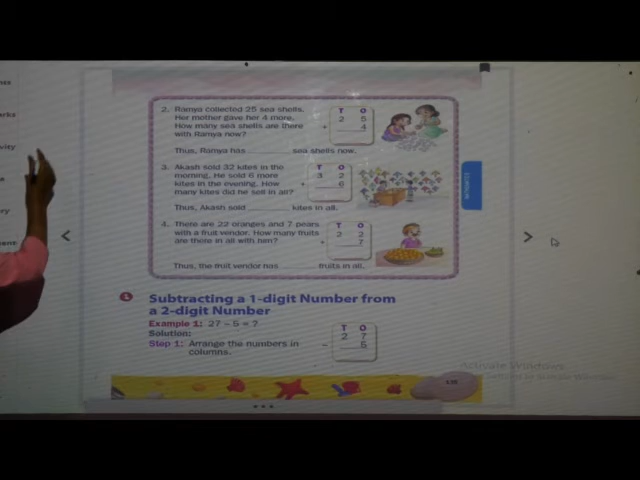 2. Ramya collected 25 sea shells.
Her mother gave her 4 more.
How many sea shells are there
with Ramya now?
T O
2 5
+ 4
Thus, Ramya has ______ sea shells now.
3. Akash sold 32 kites in the
morning. He sold 6 more
kites in the evening. How
many kites did he sell in all?
T O
3 2
+ 6
Thus, Akash sold ______ kites in all.
4. There are 22 oranges and 7 pears
with a fruit vendor. How many fruits
are there in all with him?
T O
2 2
+ 7
Thus, the fruit vendor has ______ fruits in all.
Subtracting a 1-digit Number from
a 2-digit Number
Example 1: 27 – 5 = ?
Solution:
Step 1: Arrange the numbers in
columns.
T O
2 7
– 5
Activate Windows